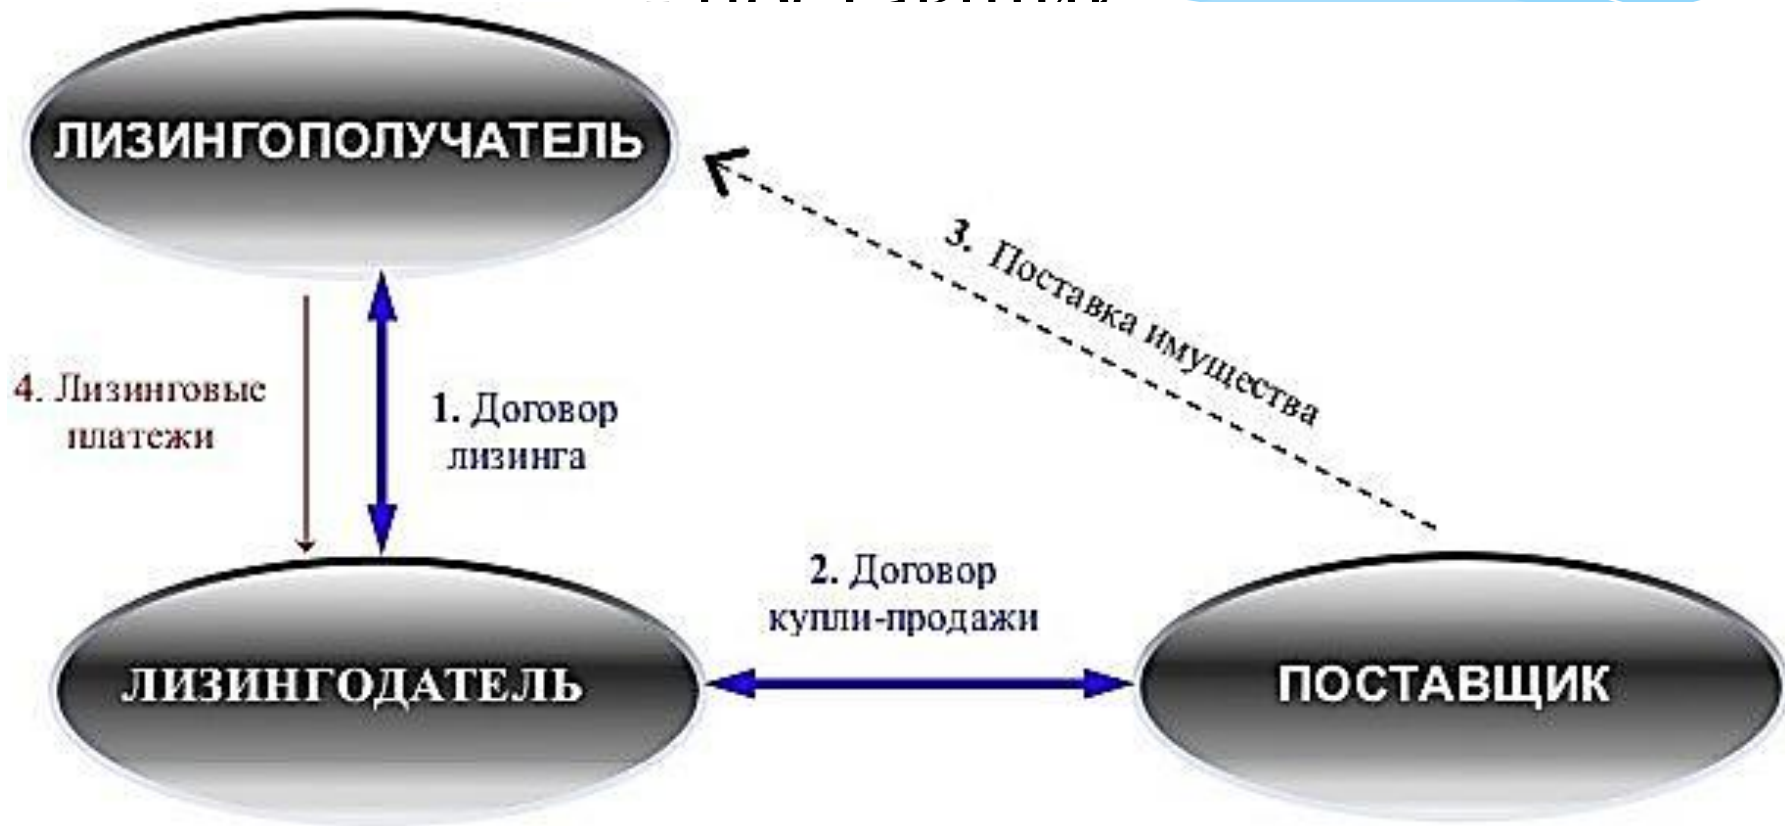 ЛИЗИНГОПОЛУЧАТЕЛЬ
3. Поставка имущества
4. Лизинговые
платежи
1. Договор
лизинга
2. Договор
купли-продажи
ЛИЗИНГОДАТЕЛЬ
ПОСТАВЩИК